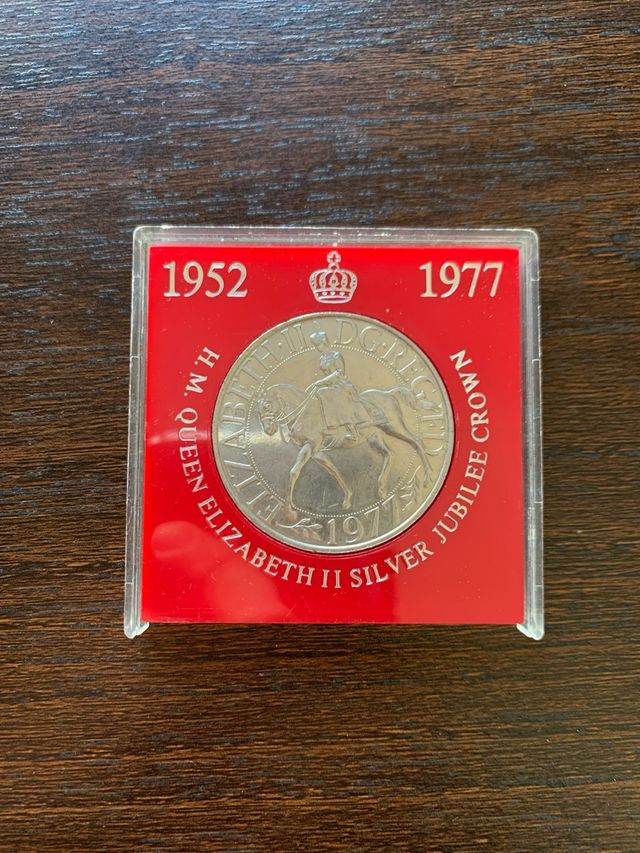 1952 1977
H. M. QUEEN ELIZABETH II SILVER JUBILEE CROWN
ELIZABETH·II DG·REG FD
1977